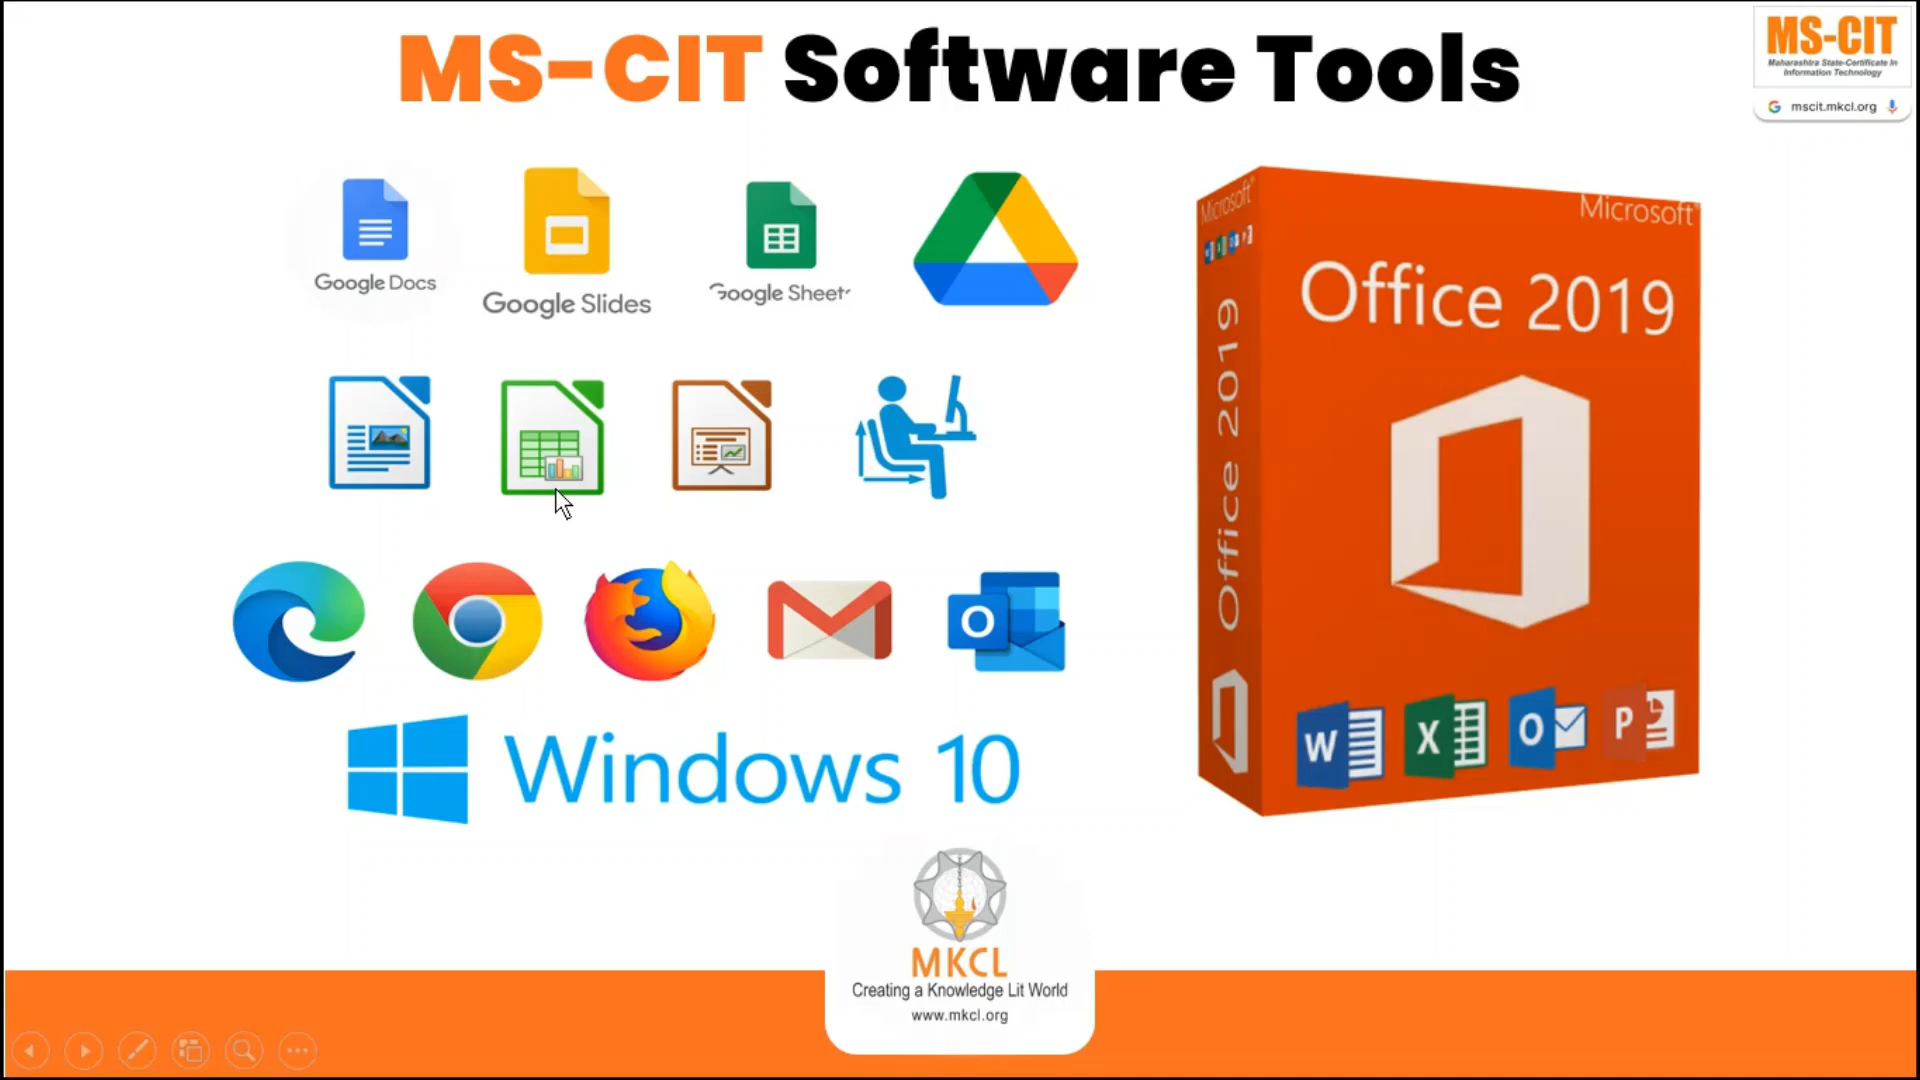 MS-CIT Software Tools
MS-CIT
Maharashtra State-Certificate in
Information Technology
mscit.mkcl.org
Google Docs
Google Slides
Google Sheets
Microsoft
Office 2019
Microsoft
Office 2019
O
W
X
O
P
Windows 10
MKCL
Creating a Knowledge Lit World
www.mkcl.org